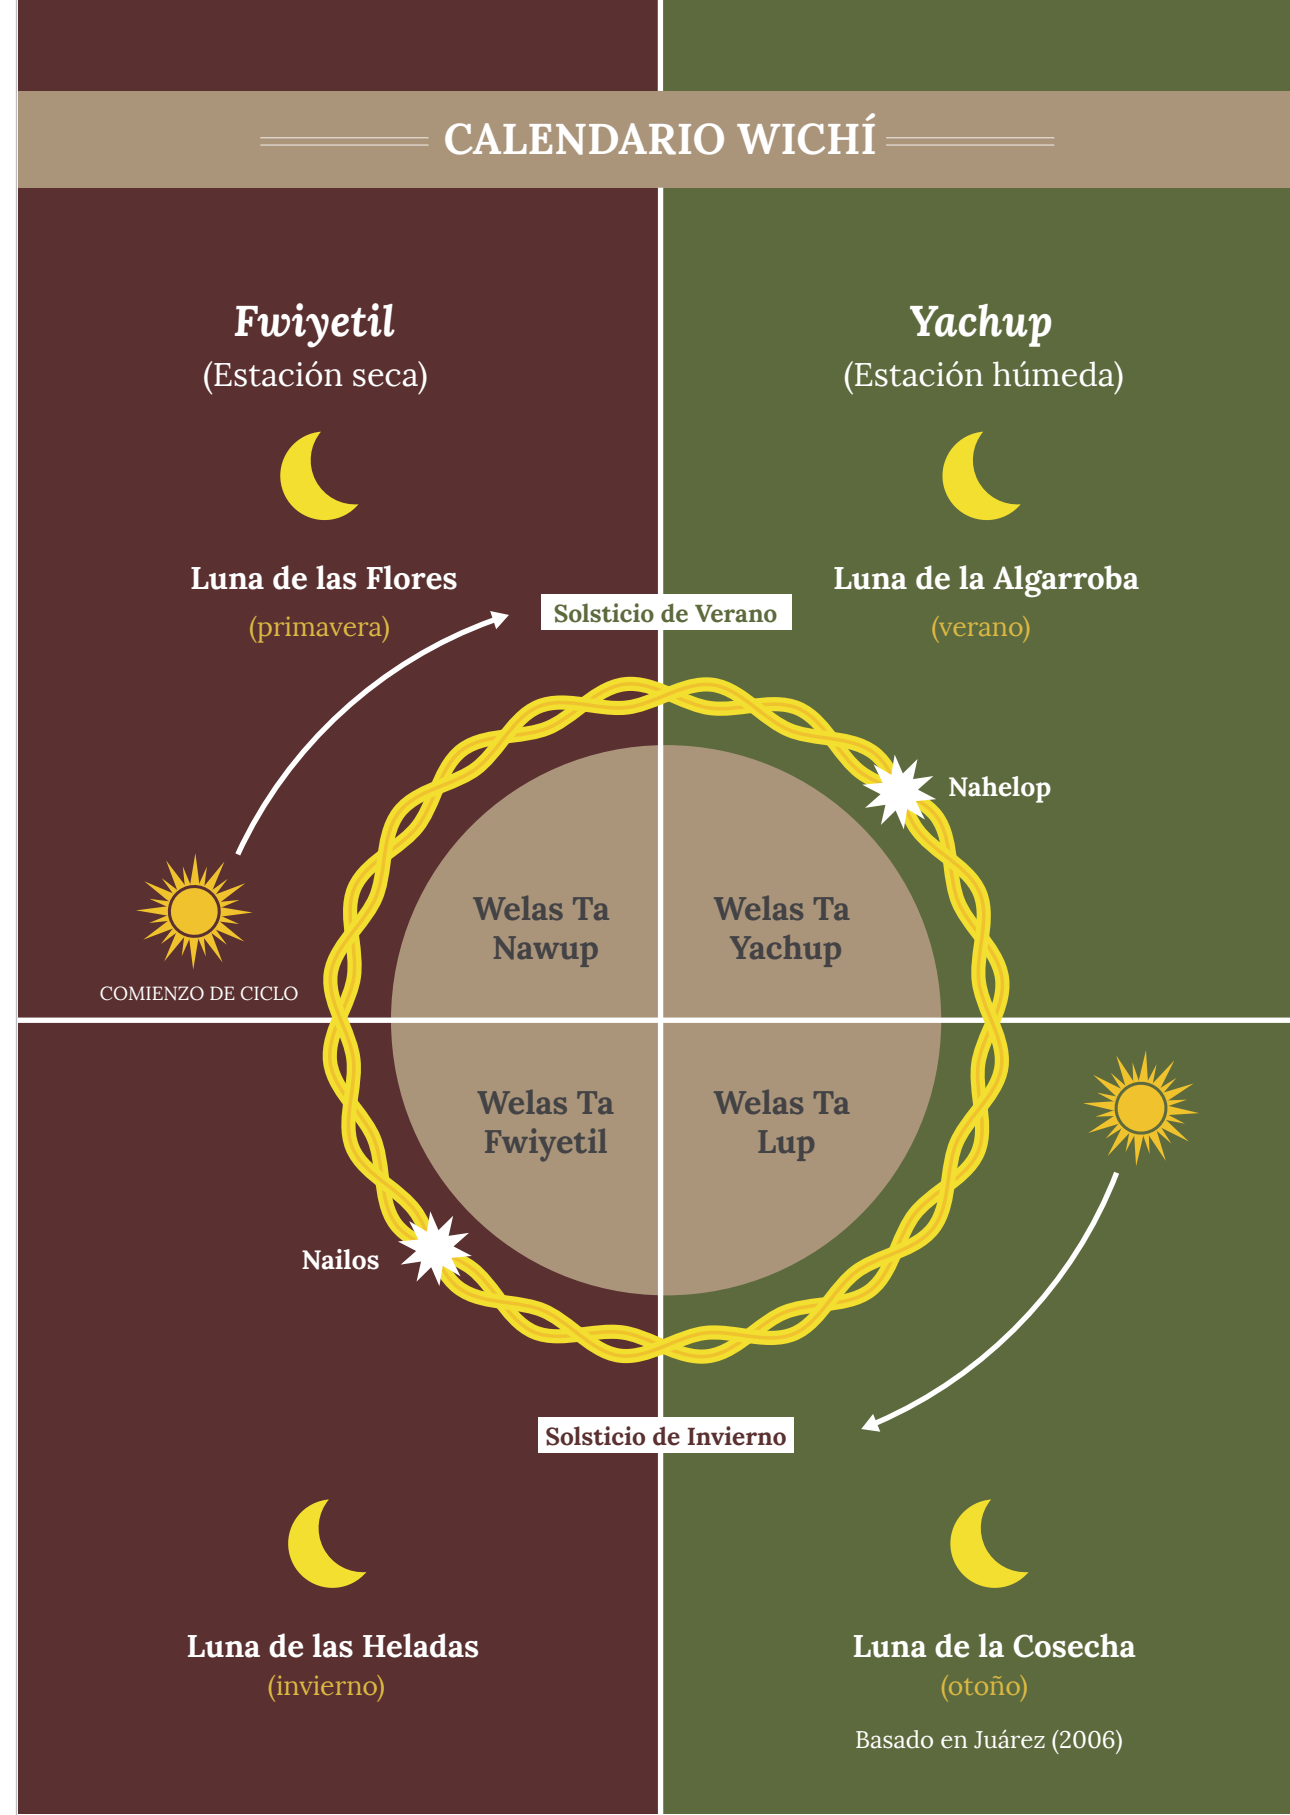 CALENDARIO WICHÍ
Fwiyetil
(Estación seca)
Luna de las Flores
(primavera)
Yachup
(Estación húmeda)
Luna de la Algarroba
(verano)
Solsticio de Verano
Nahelop
COMIENZO DE CICLO
Welas Ta
Nawup
Welas Ta
Yachup
Welas Ta
Fwiyetil
Welas Ta
Lup
Nailos
Solsticio de Invierno
Luna de las Heladas
(invierno)
Luna de la Cosecha
(otoño)
Basado en Juárez (2006)